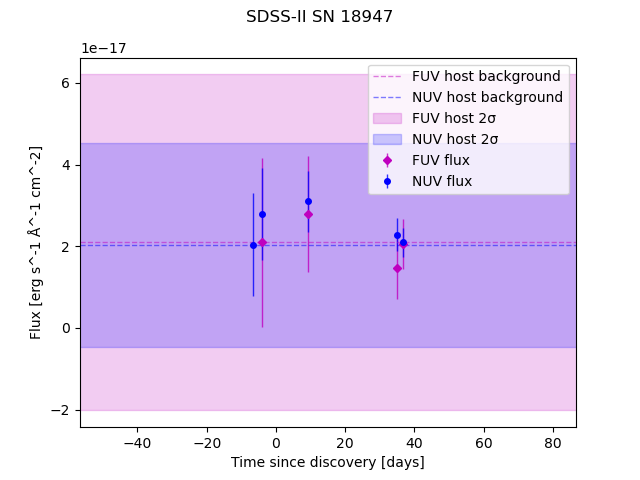 SDSS-II SN 18947
1e−17
FUV host background
NUV host background
FUV host 2σ
NUV host 2σ
FUV flux
NUV flux
6
4
2
0
−2
Flux [erg s^-1 Å^-1 cm^-2]
−40 −20 0 20 40 60 80
Time since discovery [days]